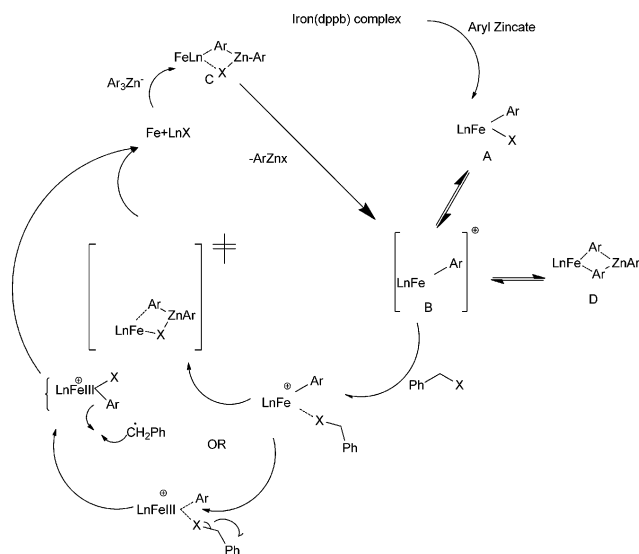 Iron(dppb) complex
Aryl Zincate
Ar
FeLn Zn-Ar
X
C
Ar3Zn-
Fe+LnX
-ArZnx
Ar
LnFe
X
A
⊕
Ar
LnFe
B
Ar
LnFe ZnAr
Ar
D
Ar
ZnAr
LnFe
X
Ph X
⊕
Ar
LnFe
X
Ph
⊕
X
LnFeIII
Ar
CH2Ph
OR
⊕
Ar
LnFeIII
X
Ph